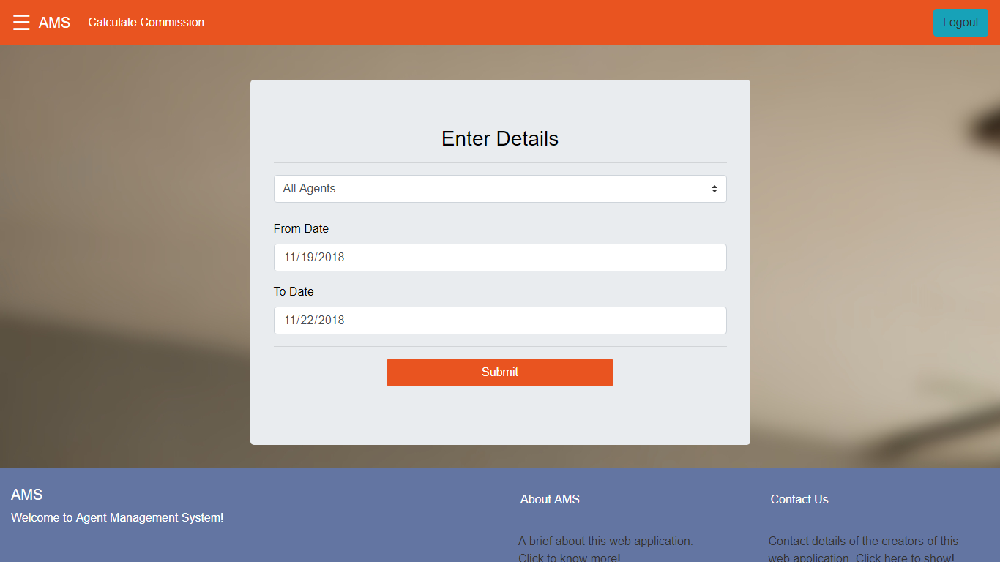 ☰ AMS Calculate Commission Logout
Enter Details
All Agents
From Date
11/19/2018
To Date
11/22/2018
Submit
AMS
Welcome to Agent Management System!
About AMS
A brief about this web application.
Click to know more!
Contact Us
Contact details of the creators of this
web application. Click here to show!